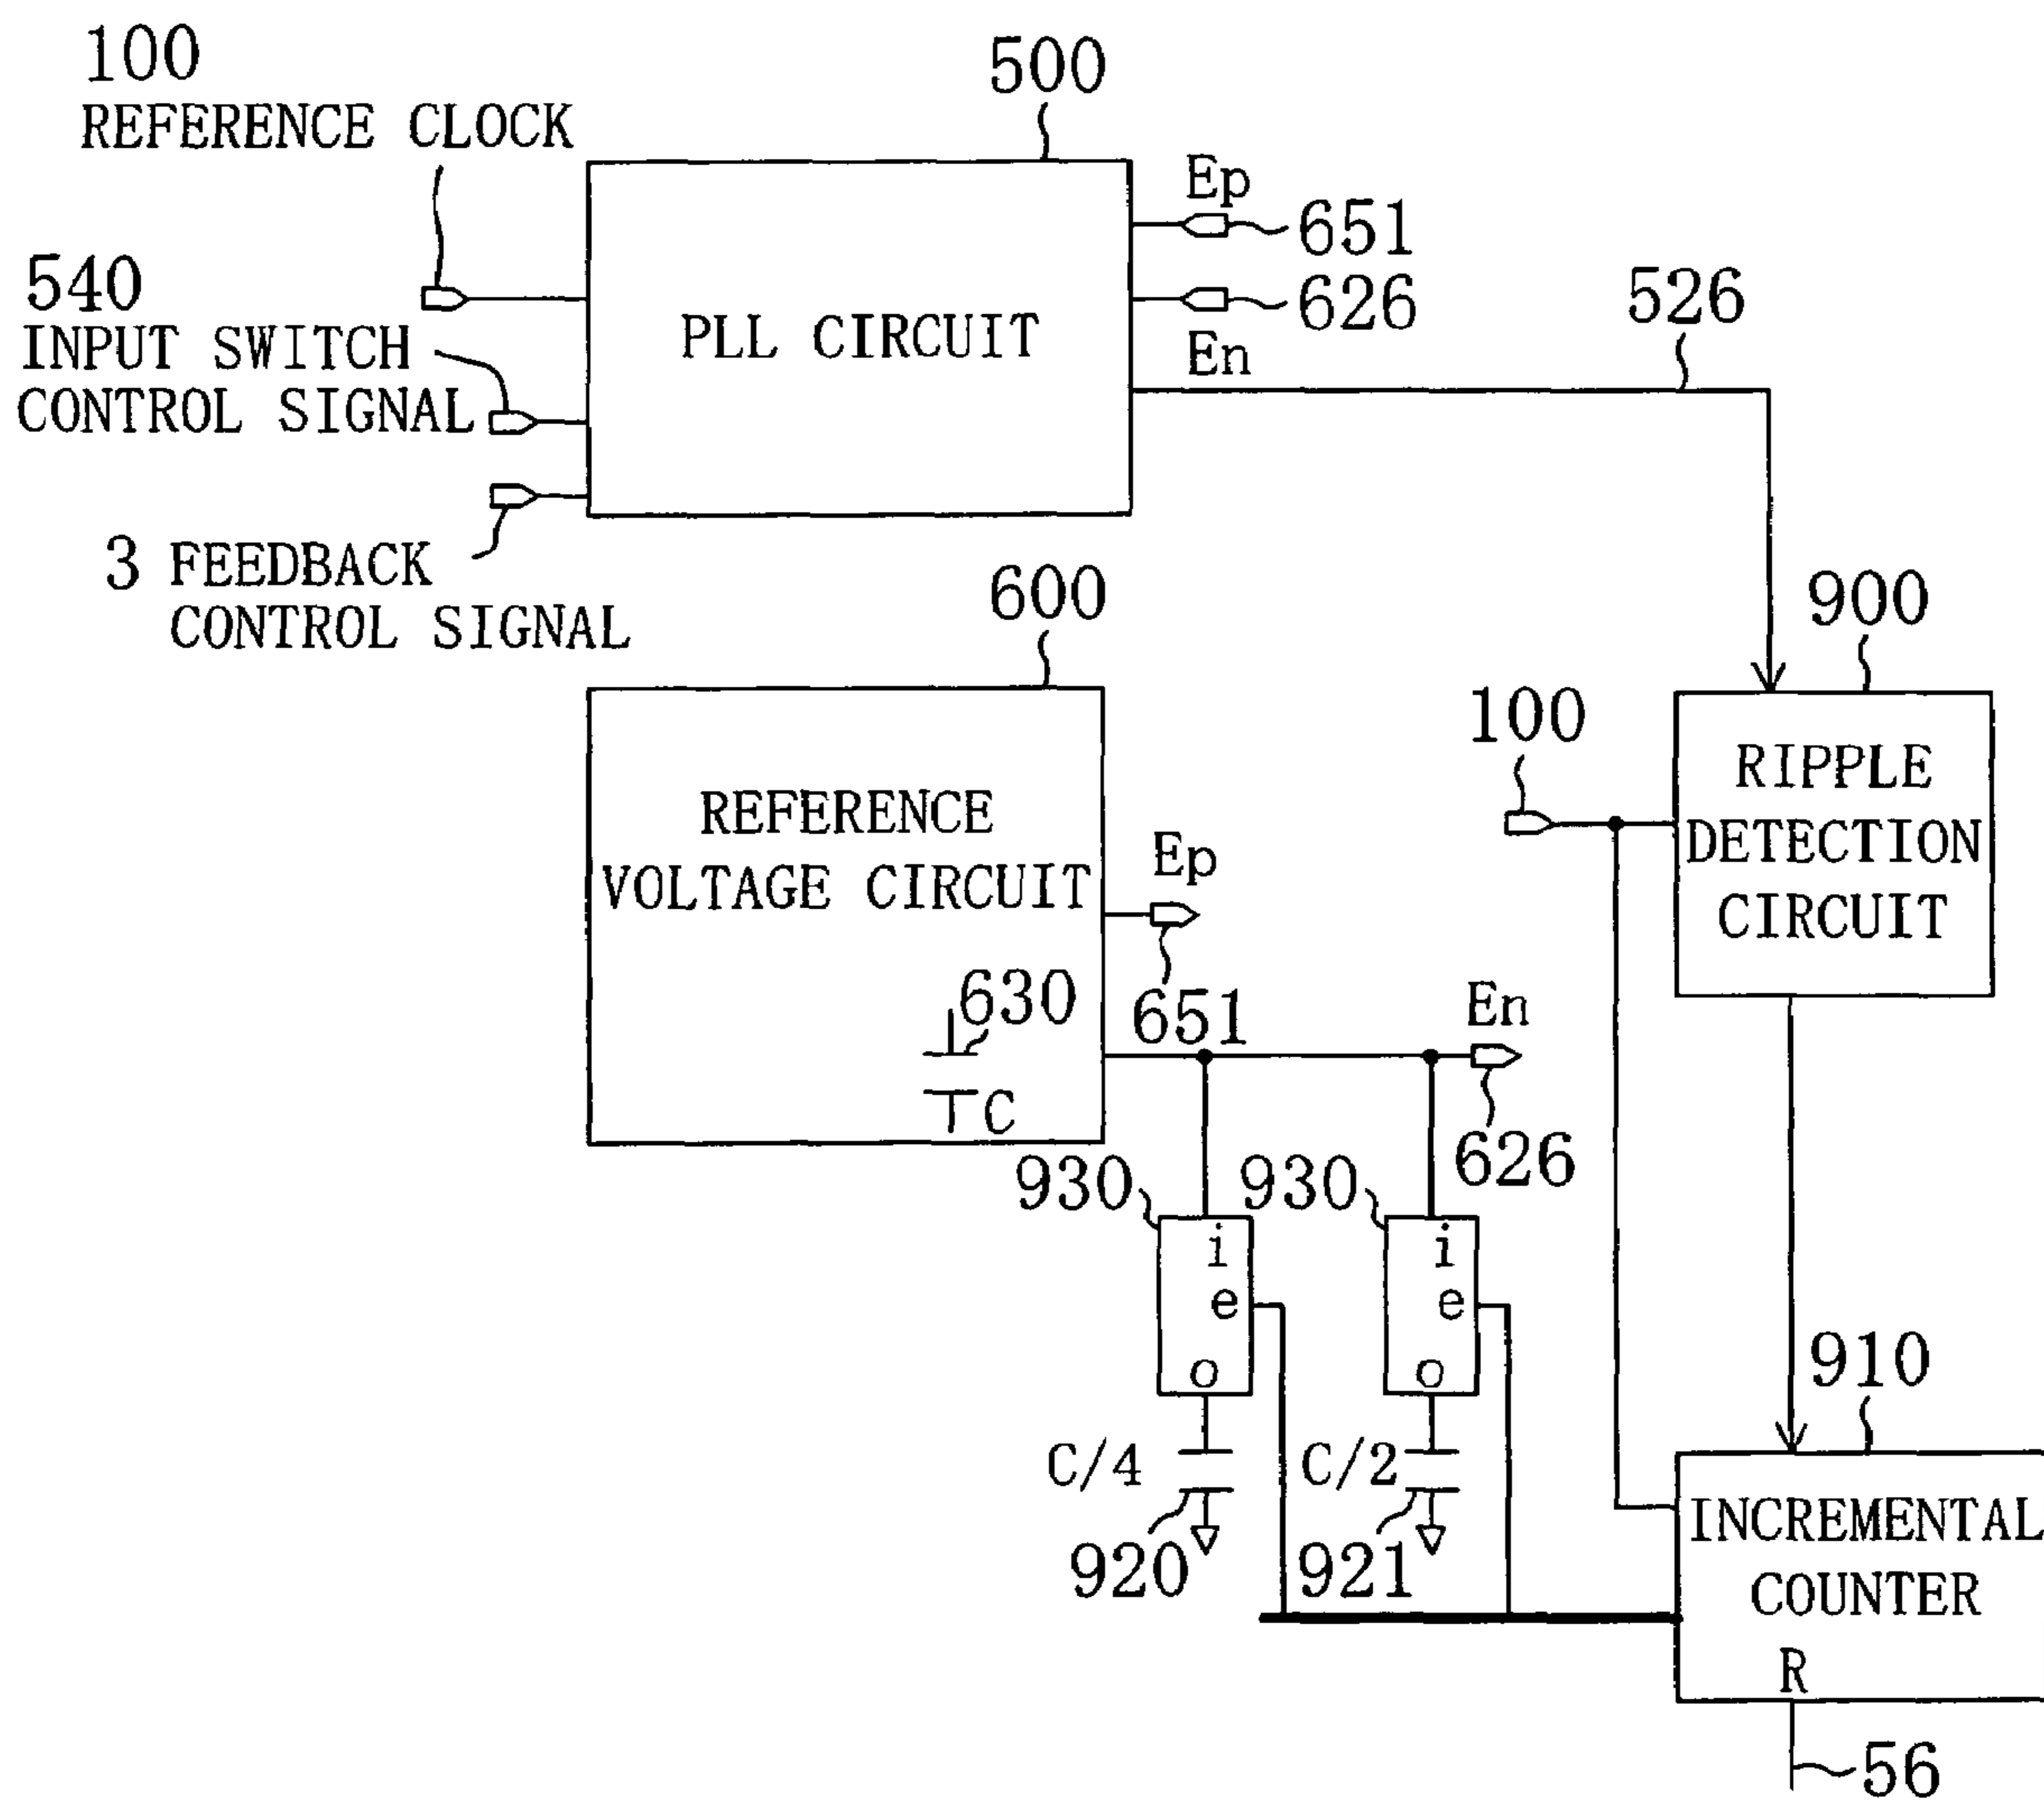 100
REFERENCE CLOCK
500
Ep
651
540
INPUT SWITCH
CONTROL SIGNAL
PLL CIRCUIT
626
En
526
3 FEEDBACK
CONTROL SIGNAL
600
900
100
REFERENCE
VOLTAGE CIRCUIT
RIPPLE
DETECTION
CIRCUIT
Ep
651
630
C
En
626
930
930
i
e
o
i
e
o
C/4
C/2
920
921
910
INCREMENTAL
COUNTER
R
56